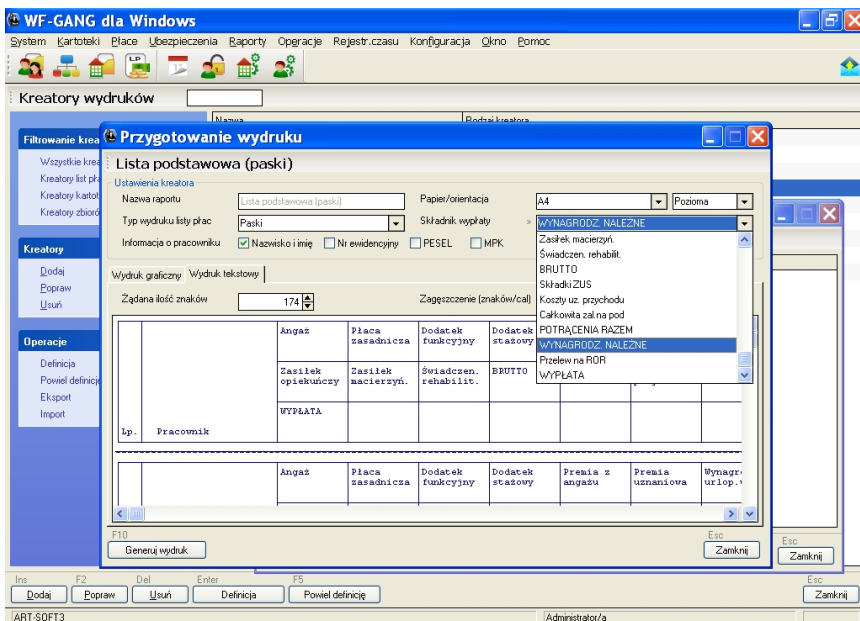 WF-GANG dla Windows
System Kartoteki Płace Ubezpieczenia Raporty Operacje Rejestr.czasu Konfiguracja Okno Pomoc
LP
Kreatory wydruków
Nazwa Rodzaj kreatora
Filtrowanie krea
Wszystkie krea
Kreatory list pła
Kreatory kartot
Kreatory zbioró
Kreatory
Dodaj
Popraw
Usuń
Operacje
Definicja
Powiel definicję
Eksport
Import
Przygotowanie wydruku
Lista podstawowa (paski)
Ustawienia kreatora
Nazwa raportu Lista podstawowa (paski) Papier/orientacja A4 Pozioma
Typ wydruku listy płac Paski Składnik wypłaty » WYNAGRODZ. NALEŻNE
Informacja o pracowniku Nazwisko i imię Nr ewidencyjny PESEL MPK
Zasiłek macierzyń.
Świadczen. rehabilit.
BRUTTO
Składki ZUS
Koszty uz. przychodu
Całkowita zal.na pod
POTRĄCENIA RAZEM
WYNAGRODZ. NALEŻNE
Przelew na ROR
WYPŁATA
Wydruk graficzny Wydruk tekstowy
Żądana ilość znaków 174 Zagęszczenie (znaków/cal)
Angaż Płaca Dodatek Dodatek
zasadnicza funkcyjny stażowy
Zasiłek Zasiłek Świadczen. BRUTTO
opiekuńczy macierzyń. rehabilit.
WYPŁATA
Lp. Pracownik
Angaż Płaca Dodatek Dodatek Premia z Premia Wynagr
zasadnicza funkcyjny stażowy angażu uznaniowa urlop.
F10 Esc
Generuj wydruk Zamknij
Esc
Zamknij
Ins F2 Del Enter F5 Esc
Dodaj Popraw Usuń Definicja Powiel definicję Zamknij
ART-SOFT3 Administrator/a